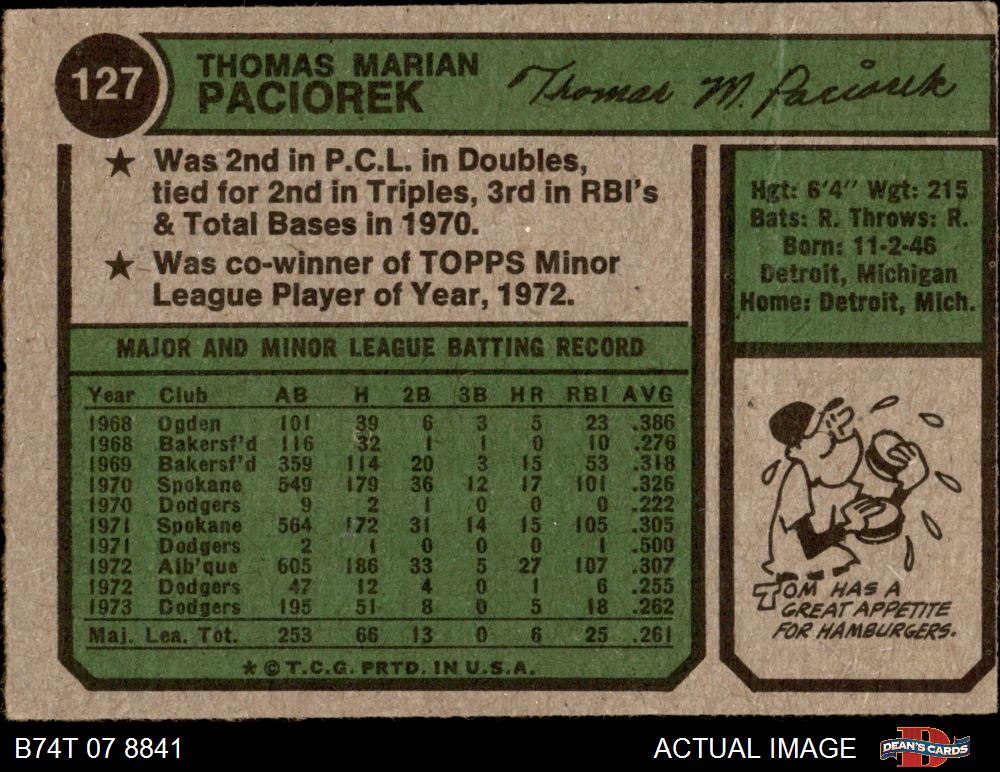 127
THOMAS MARIAN
PACIOREK
Thomas M. Paciorek
★ Was 2nd in P.C.L. in Doubles,
tied for 2nd in Triples, 3rd in RBI's
& Total Bases in 1970.
★ Was co-winner of TOPPS Minor
League Player of Year, 1972.
Hgt: 6'4" Wgt: 215
Bats: R. Throws: R.
Born: 11-2-46
Detroit, Michigan
Home: Detroit, Mich.
MAJOR AND MINOR LEAGUE BATTING RECORD
Year Club AB H 2B 3B HR RBI AVG
1968 Ogden 101 39 6 3 5 23 .386
1968 Bakersf'd 116 32 1 1 0 10 .276
1969 Bakersf'd 359 114 20 3 15 53 .318
1970 Spokane 549 179 36 12 17 101 .326
1970 Dodgers 9 2 1 0 0 0 .222
1971 Spokane 564 172 31 14 15 105 .305
1971 Dodgers 2 1 0 0 0 1 .500
1972 Alb'que 605 186 33 5 27 107 .307
1972 Dodgers 47 12 4 0 1 6 .255
1973 Dodgers 195 51 8 0 5 18 .262
Maj. Lea. Tot. 253 66 13 0 6 25 .261
* © T.C.G. PRTD. IN U.S.A.
TOM HAS A
GREAT APPETITE
FOR HAMBURGERS.
B74T 07 8841
ACTUAL IMAGE
D
DEAN'S CARDS